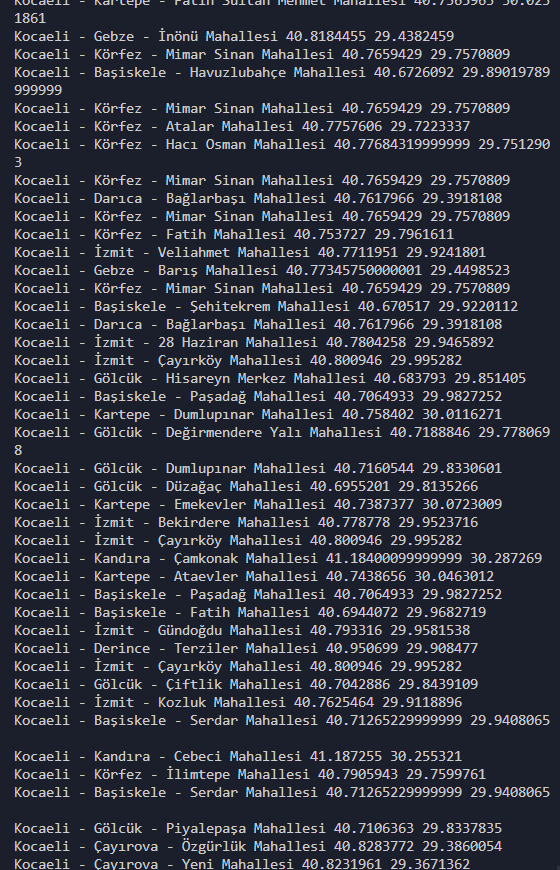 Kocaeli - Kartepe - Fatih Sultan Mehmet Mahallesi 40.7565965 30.023
1861
Kocaeli - Gebze - İnönü Mahallesi 40.8184455 29.4382459
Kocaeli - Körfez - Mimar Sinan Mahallesi 40.7659429 29.7570809
Kocaeli - Başiskele - Havuzlubahçe Mahallesi 40.6726092 29.89019789
999999
Kocaeli - Körfez - Mimar Sinan Mahallesi 40.7659429 29.7570809
Kocaeli - Körfez - Atalar Mahallesi 40.7757606 29.7223337
Kocaeli - Körfez - Hacı Osman Mahallesi 40.77684319999999 29.751290
3
Kocaeli - Körfez - Mimar Sinan Mahallesi 40.7659429 29.7570809
Kocaeli - Darıca - Bağlarbaşı Mahallesi 40.7617966 29.3918108
Kocaeli - Körfez - Mimar Sinan Mahallesi 40.7659429 29.7570809
Kocaeli - Körfez - Fatih Mahallesi 40.753727 29.7961611
Kocaeli - İzmit - Veliahmet Mahallesi 40.7711951 29.9241801
Kocaeli - Gebze - Barış Mahallesi 40.77345750000001 29.4498523
Kocaeli - Körfez - Mimar Sinan Mahallesi 40.7659429 29.7570809
Kocaeli - Başiskele - Şehitekrem Mahallesi 40.670517 29.9220112
Kocaeli - Darıca - Bağlarbaşı Mahallesi 40.7617966 29.3918108
Kocaeli - İzmit - 28 Haziran Mahallesi 40.7804258 29.9465892
Kocaeli - İzmit - Çayırköy Mahallesi 40.800946 29.995282
Kocaeli - Gölcük - Hisareyn Merkez Mahallesi 40.683793 29.851405
Kocaeli - Başiskele - Paşadağ Mahallesi 40.7064933 29.9827252
Kocaeli - Kartepe - Dumlupınar Mahallesi 40.758402 30.0116271
Kocaeli - Gölcük - Değirmendere Yalı Mahallesi 40.7188846 29.778069
8
Kocaeli - Gölcük - Dumlupınar Mahallesi 40.7160544 29.8330601
Kocaeli - Gölcük - Düzağaç Mahallesi 40.6955201 29.8135266
Kocaeli - Kartepe - Emekevler Mahallesi 40.7387377 30.0723009
Kocaeli - İzmit - Bekirdere Mahallesi 40.778778 29.9523716
Kocaeli - İzmit - Çayırköy Mahallesi 40.800946 29.995282
Kocaeli - Kandıra - Çamkonak Mahallesi 41.18400099999999 30.287269
Kocaeli - Kartepe - Ataevler Mahallesi 40.7438656 30.0463012
Kocaeli - Başiskele - Paşadağ Mahallesi 40.7064933 29.9827252
Kocaeli - Başiskele - Fatih Mahallesi 40.6944072 29.9682719
Kocaeli - İzmit - Gündoğdu Mahallesi 40.793316 29.9581538
Kocaeli - Derince - Terziler Mahallesi 40.950699 29.908477
Kocaeli - İzmit - Çayırköy Mahallesi 40.800946 29.995282
Kocaeli - Gölcük - Çiftlik Mahallesi 40.7042886 29.8439109
Kocaeli - İzmit - Kozluk Mahallesi 40.7625464 29.9118896
Kocaeli - Başiskele - Serdar Mahallesi 40.71265229999999 29.9408065
Kocaeli - Kandıra - Cebeci Mahallesi 41.187255 30.255321
Kocaeli - Körfez - İlimtepe Mahallesi 40.7905943 29.7599761
Kocaeli - Başiskele - Serdar Mahallesi 40.71265229999999 29.9408065
Kocaeli - Gölcük - Piyalepaşa Mahallesi 40.7106363 29.8337835
Kocaeli - Çayırova - Özgürlük Mahallesi 40.8283772 29.3860054
Kocaeli - Çayırova - Yeni Mahallesi 40.8231961 29.3671362